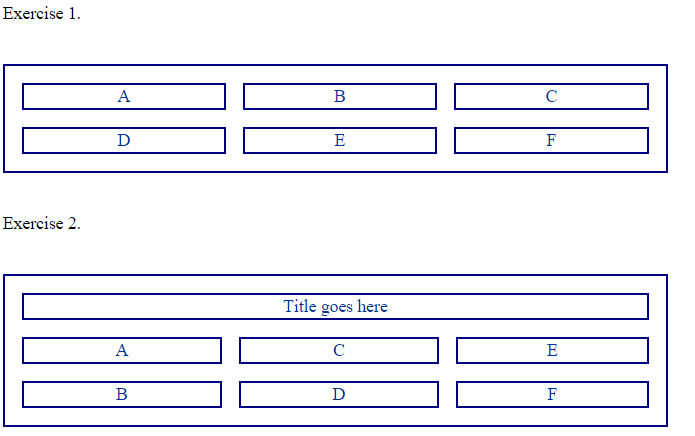 Exercise 1.
A B C
D E F
Exercise 2.
Title goes here
A C E
B D F